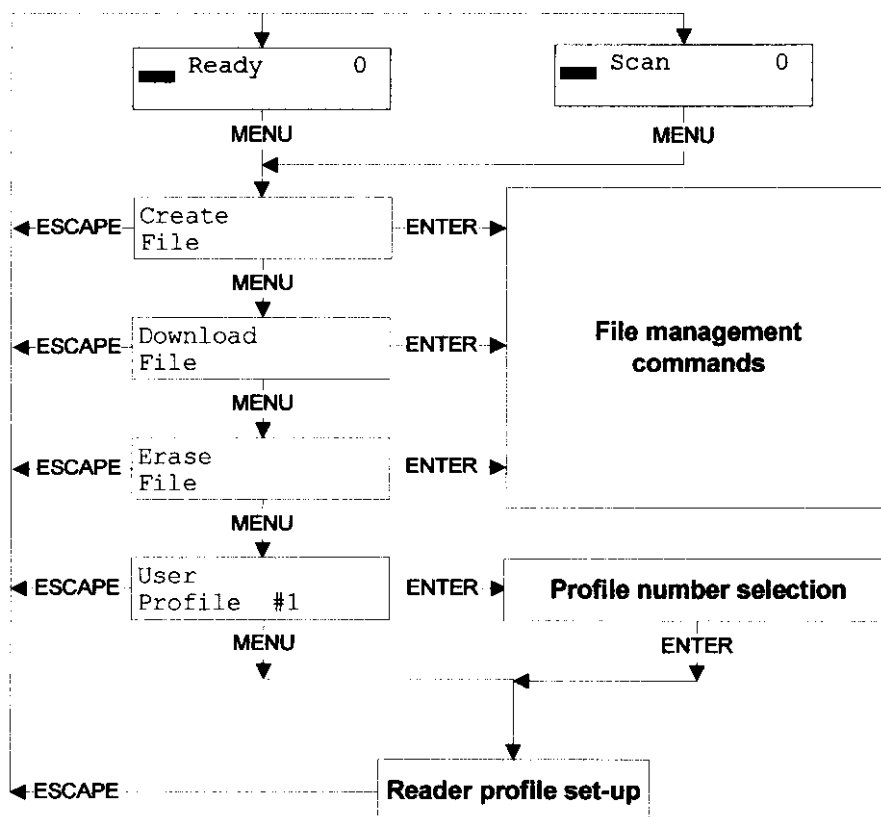 Ready 0
Scan 0
MENU
MENU
Create
File
ESCAPE
ENTER
MENU
File management
commands
Download
File
ESCAPE
ENTER
MENU
Erase
File
ESCAPE
ENTER
MENU
User
Profile #1
ESCAPE
ENTER
Profile number selection
MENU
ENTER
ESCAPE
Reader profile set-up